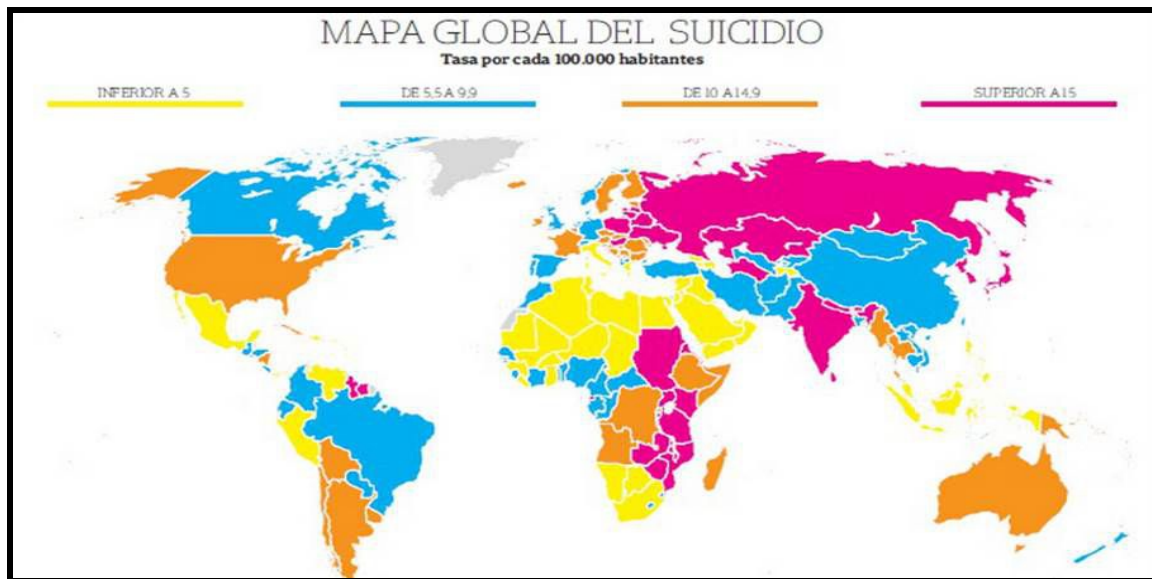 MAPA GLOBAL DEL SUICIDIO
Tasa por cada 100.000 habitantes
INFERIOR A 5
DE 5,5 A 9,9
DE 10 A 14,9
SUPERIOR A 15